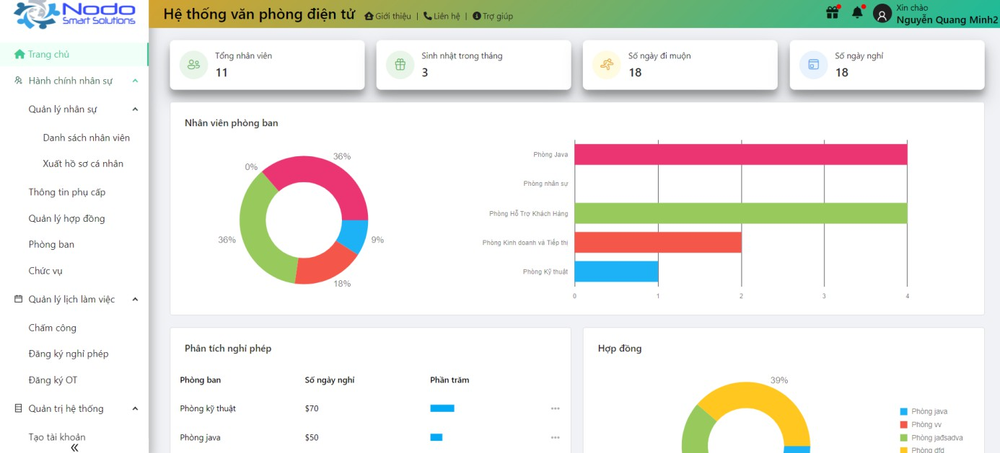 Nodo
Smart Solutions
Hệ thống văn phòng điện tử
Giới thiệu | Liên hệ | Trợ giúp
Xin chào
Nguyễn Quang Minh2
Trang chủ
Hành chính nhân sự
Quản lý nhân sự
Danh sách nhân viên
Xuất hồ sơ cá nhân
Thông tin phụ cấp
Quản lý hợp đồng
Phòng ban
Chức vụ
Quản lý lịch làm việc
Chấm công
Đăng ký nghỉ phép
Đăng ký OT
Quản trị hệ thống
Tạo tài khoản
Tổng nhân viên
11
Sinh nhật trong tháng
3
Số ngày đi muộn
18
Số ngày nghỉ
18
Nhân viên phòng ban
36%
0%
36%
9%
18%
Phòng Java
Phòng nhân sự
Phòng Hỗ Trợ Khách Hàng
Phòng Kinh doanh và Tiếp thị
Phòng Kỹ thuật
0 1 2 3 4
Phân tích nghỉ phép
Phòng ban Số ngày nghỉ Phần trăm
Phòng kỹ thuật $70
Phòng java $50
Hợp đồng
39%
Phòng java
Phòng vv
Phòng jađsadva
Phòng dfd